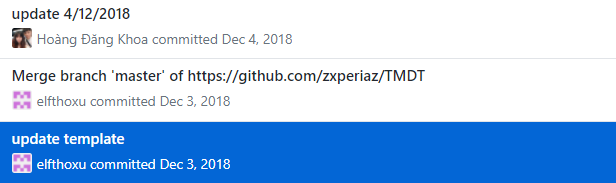 update 4/12/2018
Hoàng Đăng Khoa committed Dec 4, 2018
Merge branch 'master' of https://github.com/zxperiaz/TMDT
elfthoxu committed Dec 3, 2018
update template
elfthoxu committed Dec 3, 2018